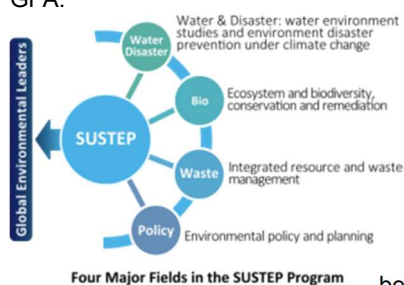 GPA.
Water & Disaster: water environment
studies and environment disaster
prevention under climate change
Water
Disaster
Bio
Ecosystem and biodiversity,
conservation and remediation
Global Environmental Leaders
SUSTEP
Waste
Integrated resource and waste
management
Policy
Environmental policy and planning
Four Major Fields in the SUSTEP Program
be